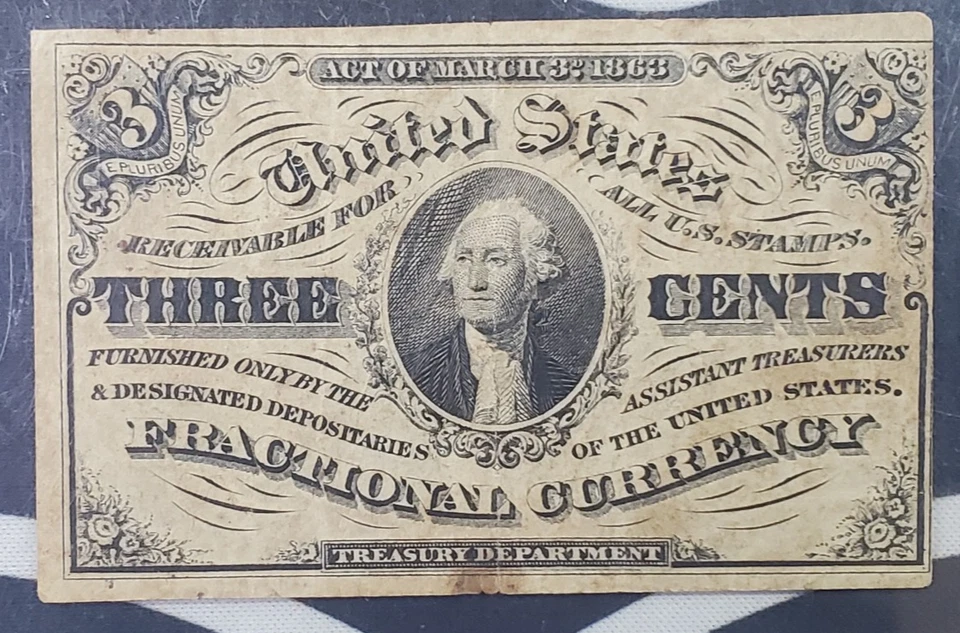 ACT OF MARCH 3RD 1863
3
E PLURIBUS UNUM
3
E PLURIBUS UNUM
United States
RECEIVABLE FOR ALL U.S. STAMPS.
THREE CENTS
FURNISHED ONLY BY THE ASSISTANT TREASURERS
& DESIGNATED DEPOSITARIES OF THE UNITED STATES.
FRACTIONAL CURRENCY
TREASURY DEPARTMENT